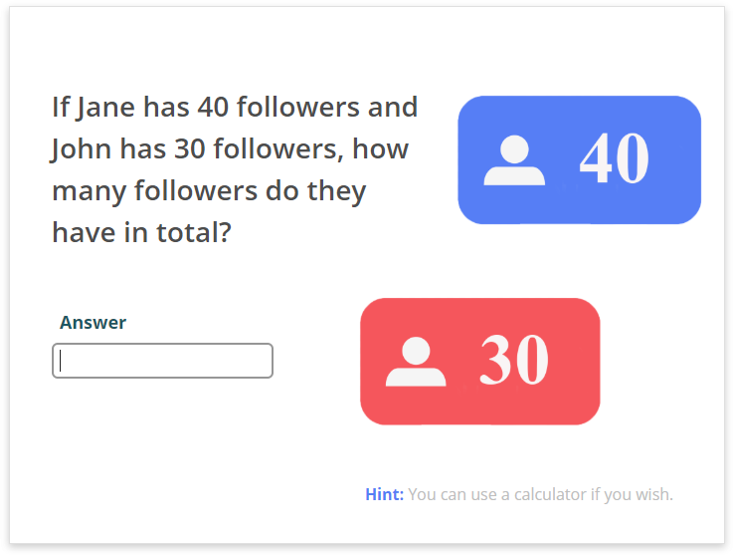 If Jane has 40 followers and
John has 30 followers, how
many followers do they
have in total?
40
Answer
30
Hint: You can use a calculator if you wish.